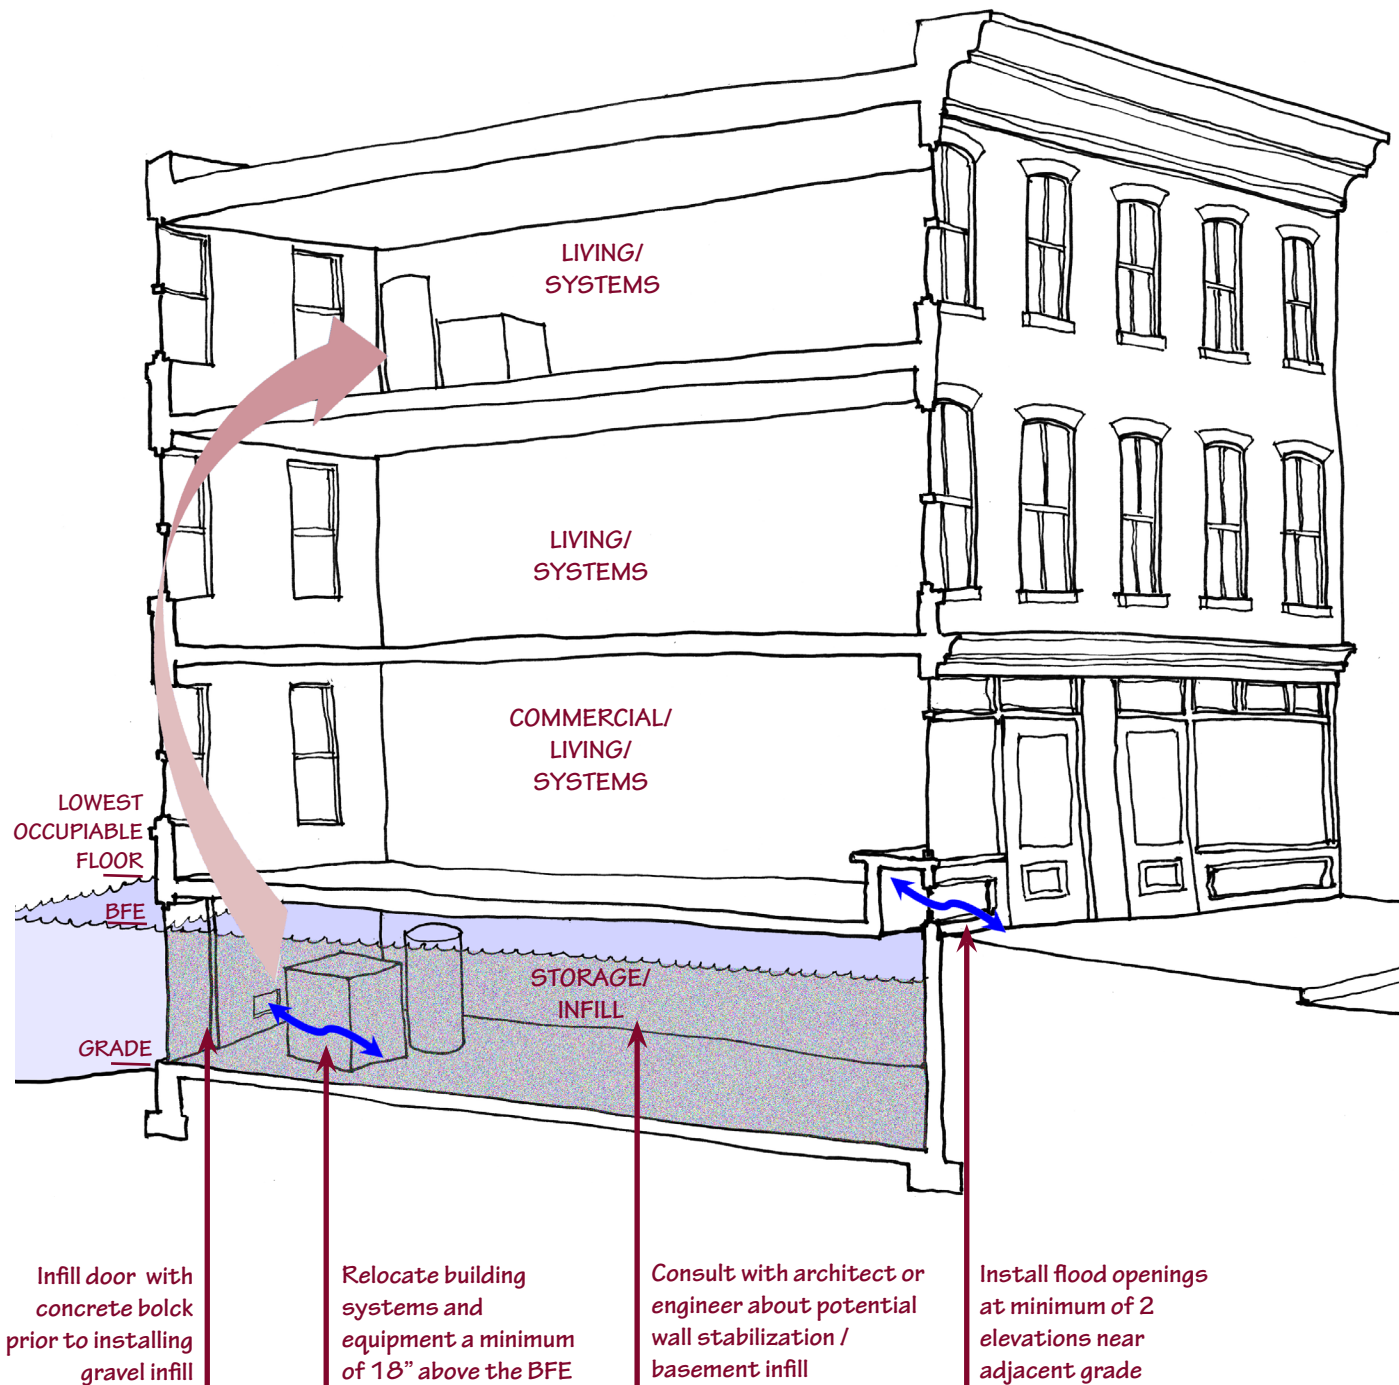 LIVING/
SYSTEMS
LIVING/
SYSTEMS
COMMERCIAL/
LIVING/
SYSTEMS
LOWEST
OCCUPIABLE
FLOOR
BFE
STORAGE/
INFILL
GRADE
Infill door with
concrete bolck
prior to installing
gravel infill
Relocate building
systems and
equipment a minimum
of 18" above the BFE
Consult with architect or
engineer about potential
wall stabilization /
basement infill
Install flood openings
at minimum of 2
elevations near
adjacent grade